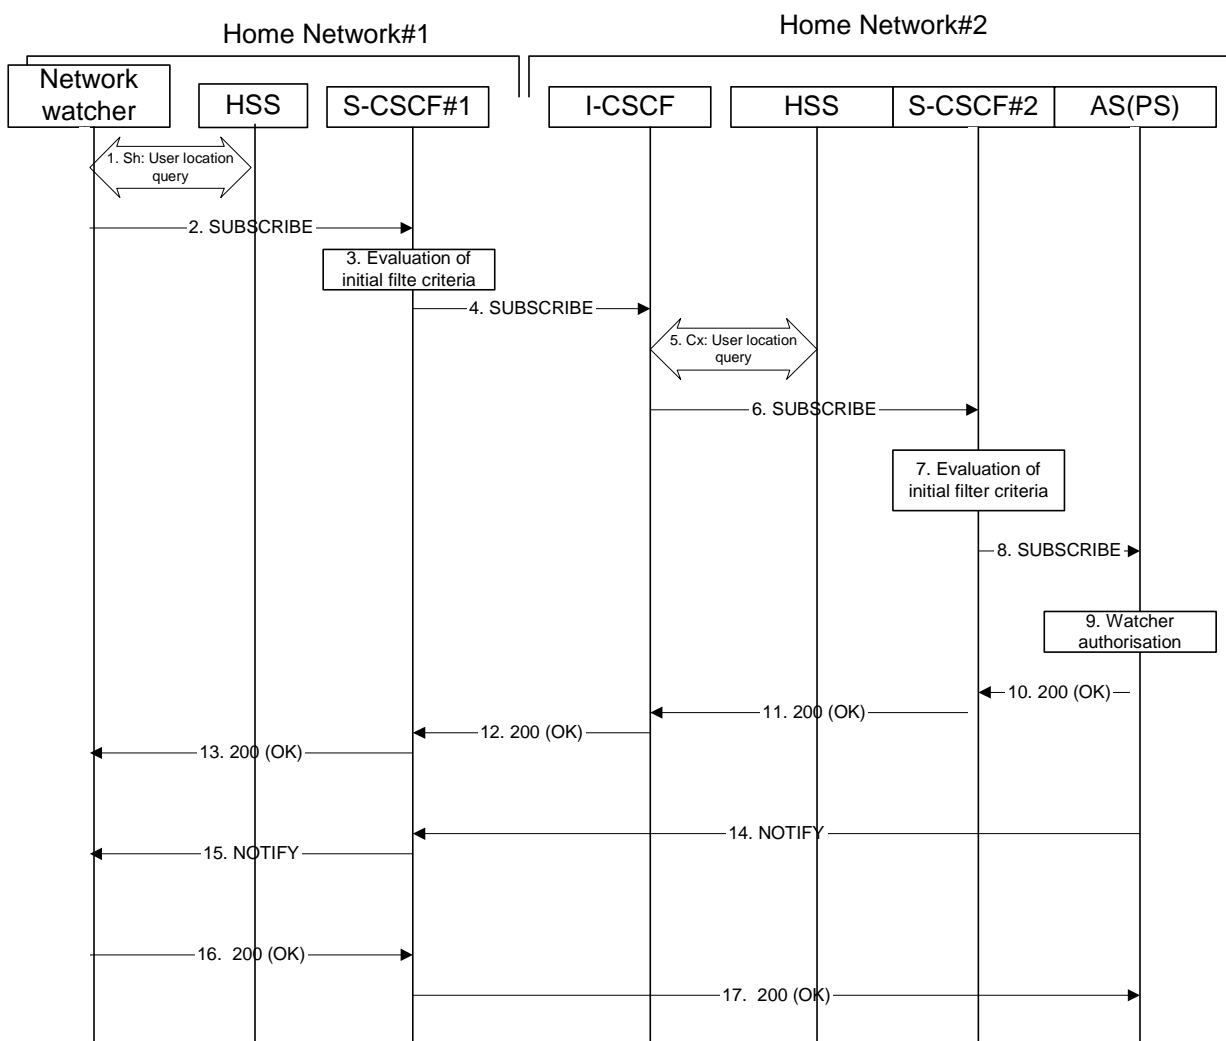 Home Network#1
Home Network#2
Network
watcher
HSS
S-CSCF#1
I-CSCF
HSS
S-CSCF#2
AS(PS)
1. Sh: User location
query
2. SUBSCRIBE
3. Evaluation of
initial filte criteria
4. SUBSCRIBE
5. Cx: User location
query
6. SUBSCRIBE
7. Evaluation of
initial filter criteria
8. SUBSCRIBE
9. Watcher
authorisation
10. 200 (OK)
11. 200 (OK)
12. 200 (OK)
13. 200 (OK)
14. NOTIFY
15. NOTIFY
16. 200 (OK)
17. 200 (OK)